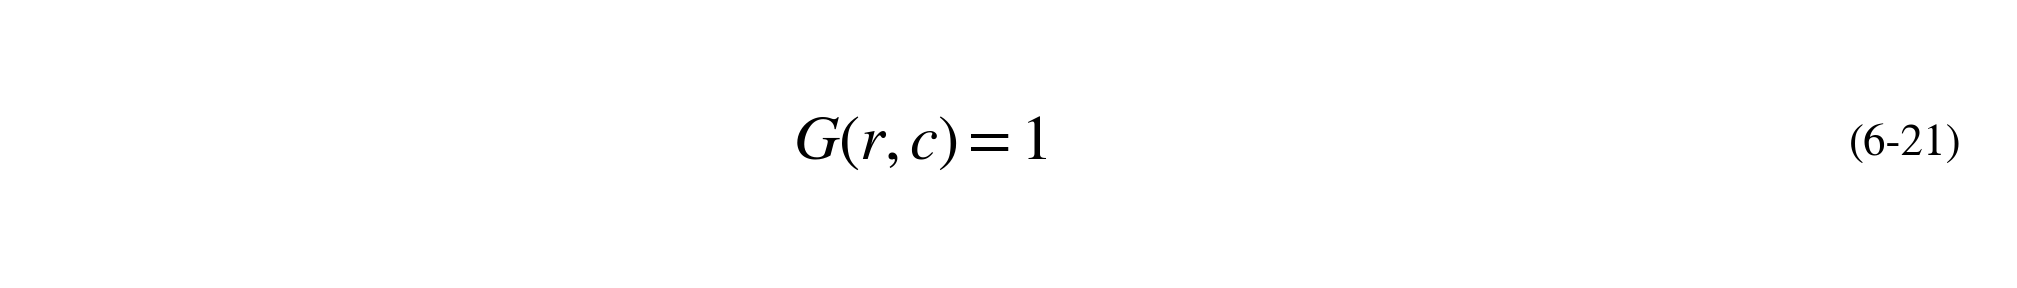 G(r, c) = 1 (6-21)